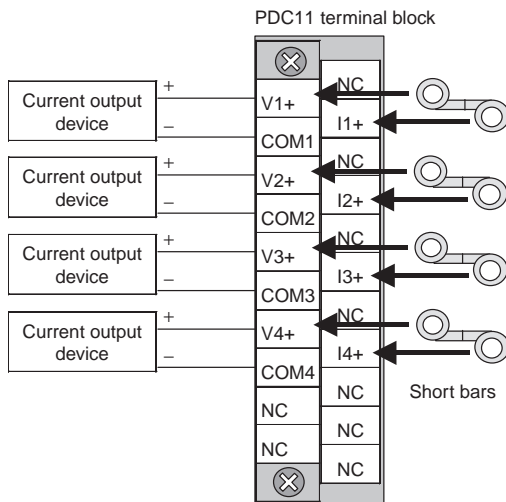 PDC11 terminal block
Current output
device
+
−
Current output
device
+
−
Current output
device
+
−
Current output
device
+
−
V1+
COM1
V2+
COM2
V3+
COM3
V4+
COM4
NC
NC
NC
I1+
NC
I2+
NC
I3+
NC
I4+
NC
NC
NC
Short bars